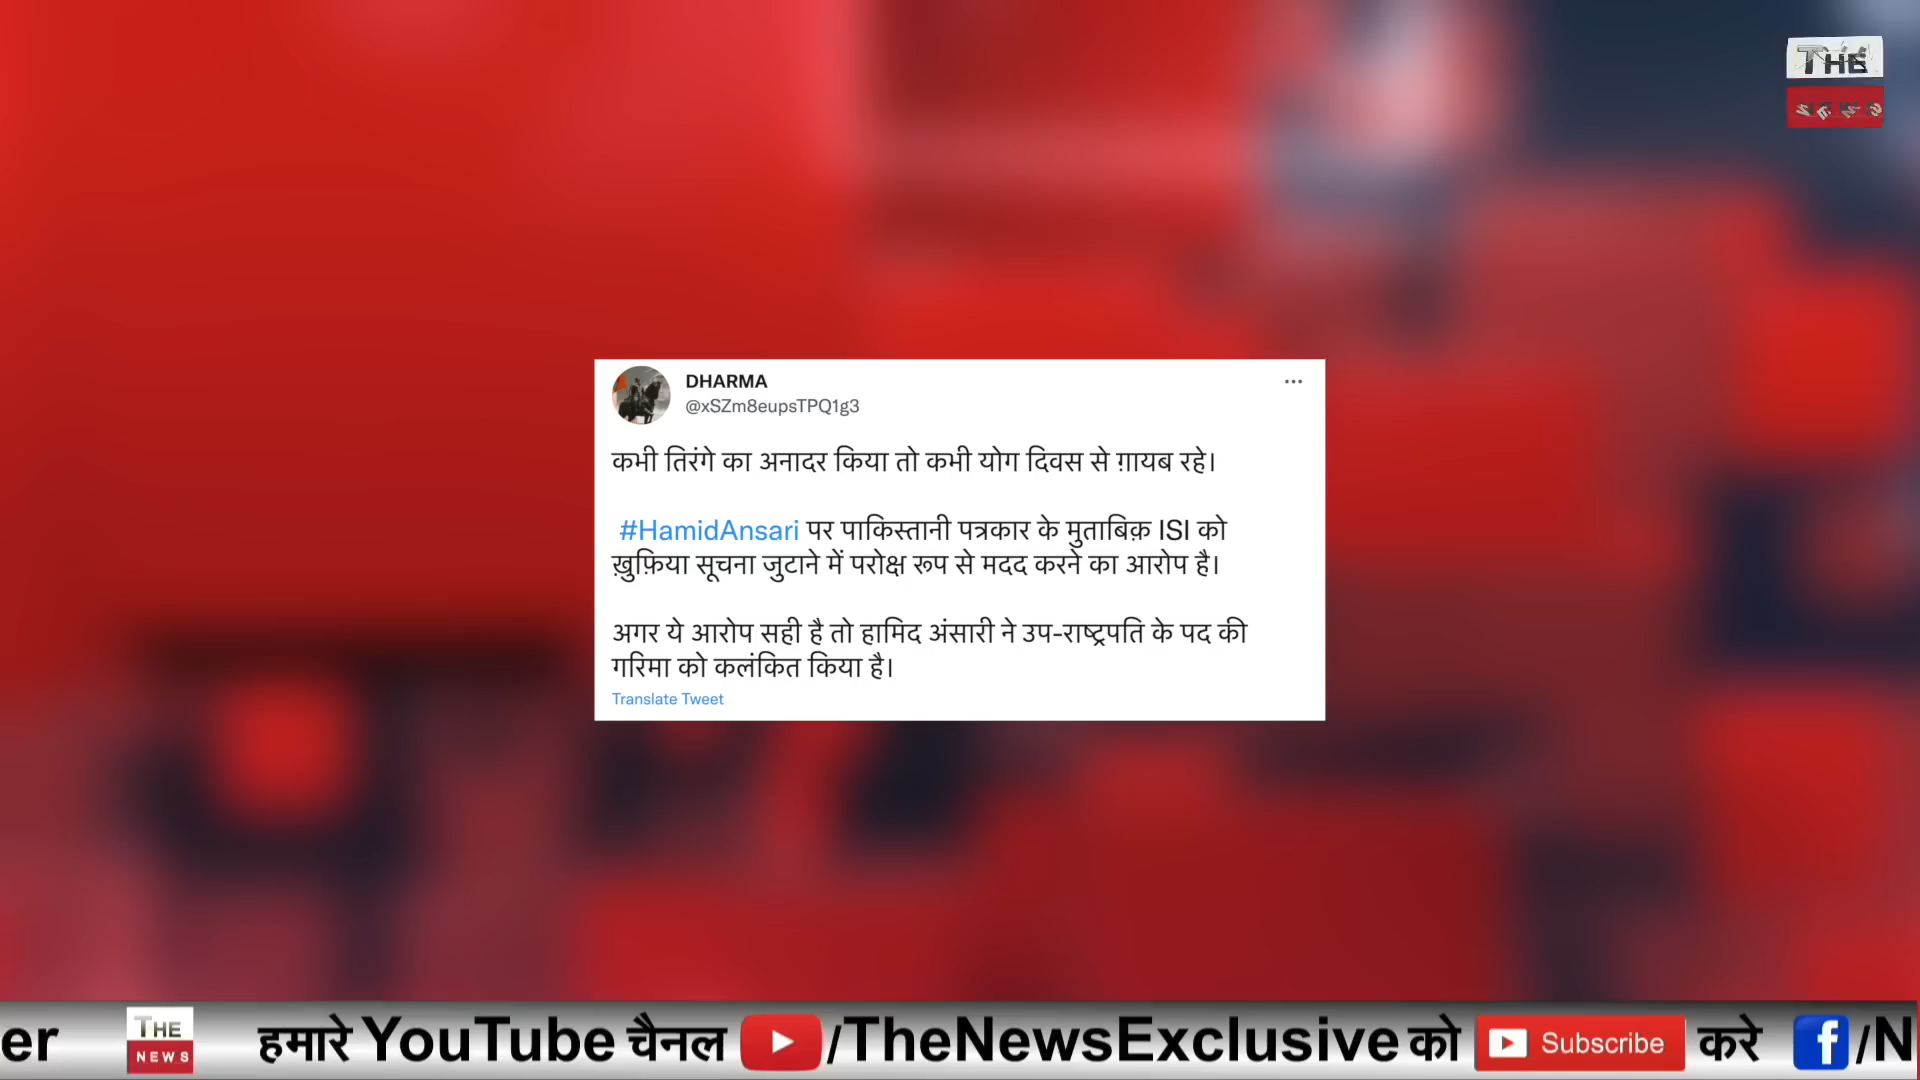 THE
NEWS
DHARMA
@xSZm8eupsTPQ1g3
कभी तिरंगे का अनादर किया तो कभी योग दिवस से ग़ायब रहे।
#HamidAnsari पर पाकिस्तानी पत्रकार के मुताबिक़ ISI को
ख़ुफ़िया सूचना जुटाने में परोक्ष रूप से मदद करने का आरोप है।
अगर ये आरोप सही है तो हामिद अंसारी ने उप-राष्ट्रपति के पद की
गरिमा को कलंकित किया है।
Translate Tweet
er THE NEWS हमारे YouTube चैनल /TheNewsExclusive को Subscribe करे f /N